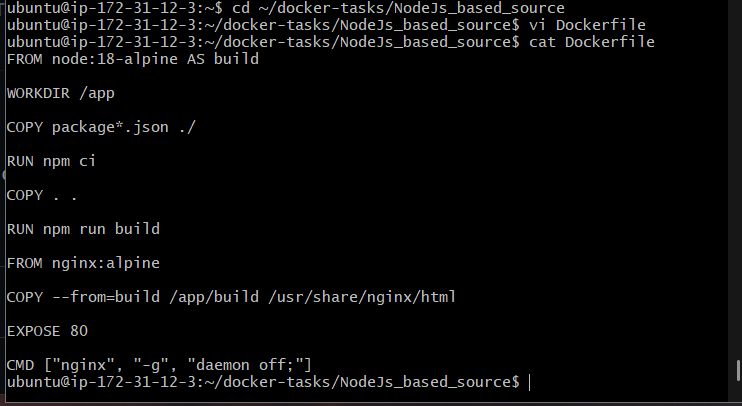 ubuntu@ip-172-31-12-3:~$ cd ~/docker-tasks/NodeJs_based_source
ubuntu@ip-172-31-12-3:~/docker-tasks/NodeJs_based_source$ vi Dockerfile
ubuntu@ip-172-31-12-3:~/docker-tasks/NodeJs_based_source$ cat Dockerfile
FROM node:18-alpine AS build
WORKDIR /app
COPY package*.json ./
RUN npm ci
COPY . .
RUN npm run build
FROM nginx:alpine
COPY --from=build /app/build /usr/share/nginx/html
EXPOSE 80
CMD ["nginx", "-g", "daemon off;"]
ubuntu@ip-172-31-12-3:~/docker-tasks/NodeJs_based_source$